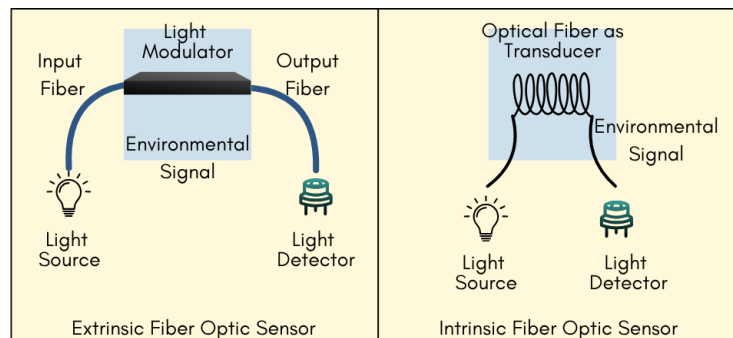 Light
Modulator
Input
Fiber
Output
Fiber
Environmental
Signal
Light
Source
Light
Detector
Extrinsic Fiber Optic Sensor
Optical Fiber as
Transducer
Environmental
Signal
Light
Source
Light
Detector
Intrinsic Fiber Optic Sensor